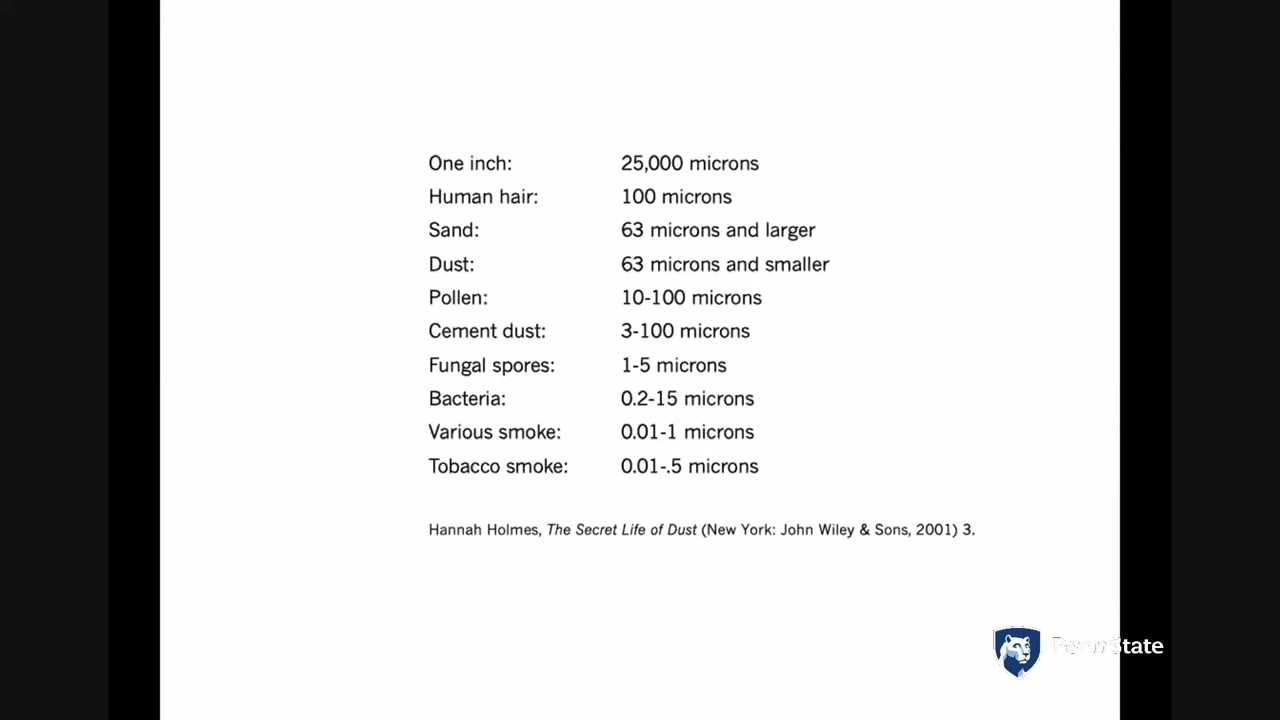 One inch: 25,000 microns
Human hair: 100 microns
Sand: 63 microns and larger
Dust: 63 microns and smaller
Pollen: 10-100 microns
Cement dust: 3-100 microns
Fungal spores: 1-5 microns
Bacteria: 0.2-15 microns
Various smoke: 0.01-1 microns
Tobacco smoke: 0.01-.5 microns
Hannah Holmes, The Secret Life of Dust (New York: John Wiley & Sons, 2001) 3.
PennState